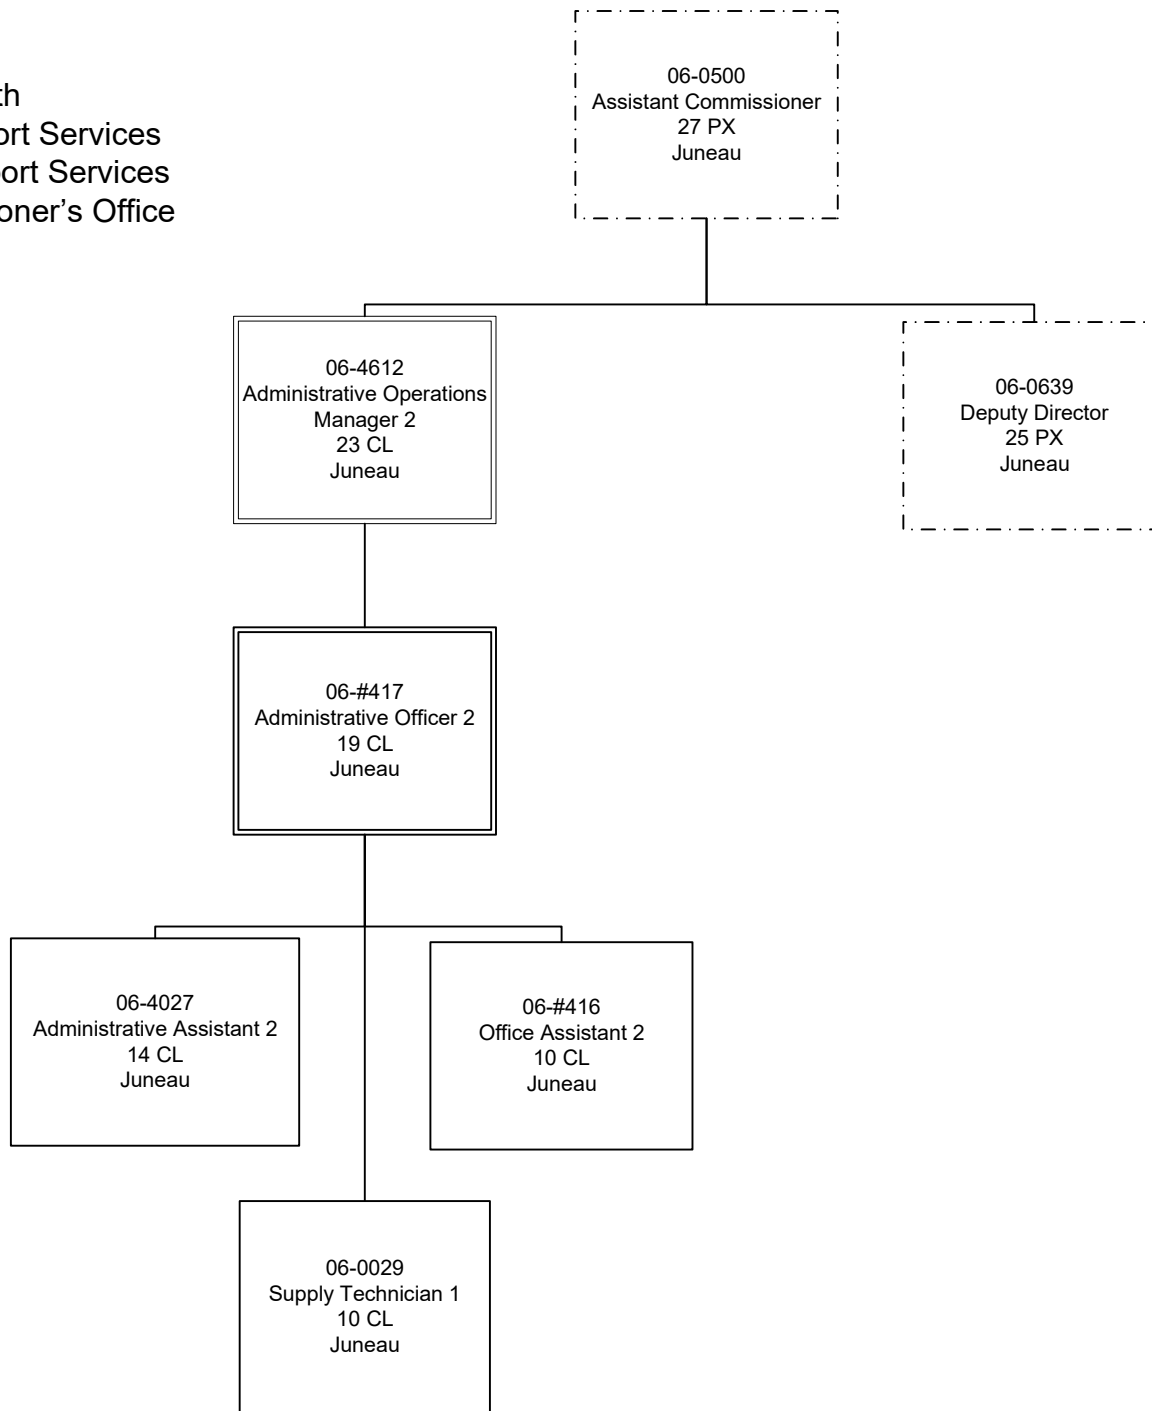 ort Services
ort Services
oner's Office
06-0500
Assistant Commissioner
27 PX
Juneau
06-4612
Administrative Operations
Manager 2
23 CL
Juneau
06-0639
Deputy Director
25 PX
Juneau
06-#417
Administrative Officer 2
19 CL
Juneau
06-4027
Administrative Assistant 2
14 CL
Juneau
06-#416
Office Assistant 2
10 CL
Juneau
06-0029
Supply Technician 1
10 CL
Juneau